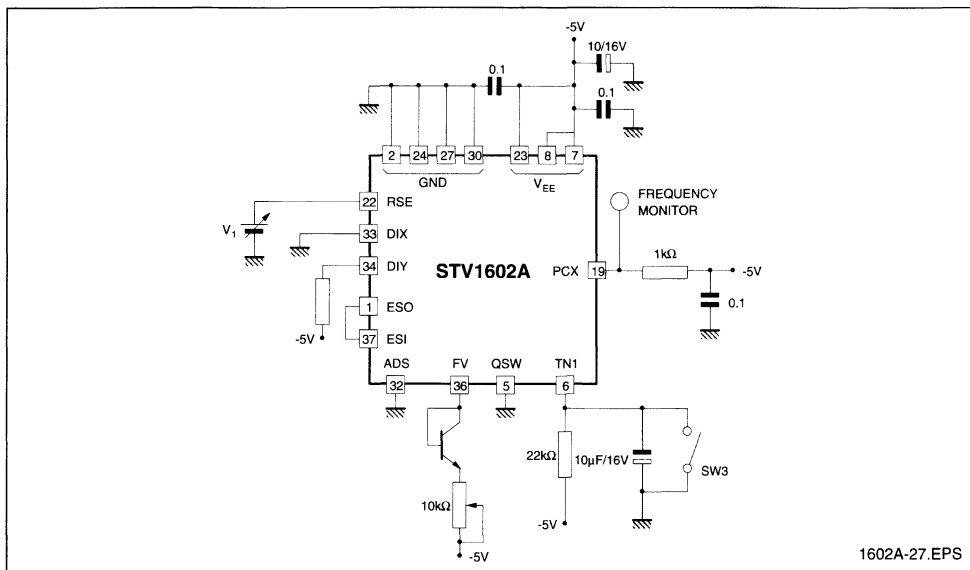 -5V
10/16V
0.1
0.1
2 24 27 30 23 8 7
GND
VEE
22 RSE
V1
33 DIX
34 DIY
-5V
1 ESO
37 ESI
STV1602A
PCX 19
FREQUENCY
MONITOR
1kΩ
-5V
0.1
ADS FV QSW TN1
32 36 5 6
22kΩ
10µF/16V
SW3
10kΩ
-5V
-5V
1602A-27.EPS